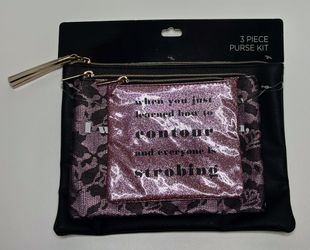 3 PIECE
PURSE KIT
when you just
learned how to
contour
and everyone is
strobing